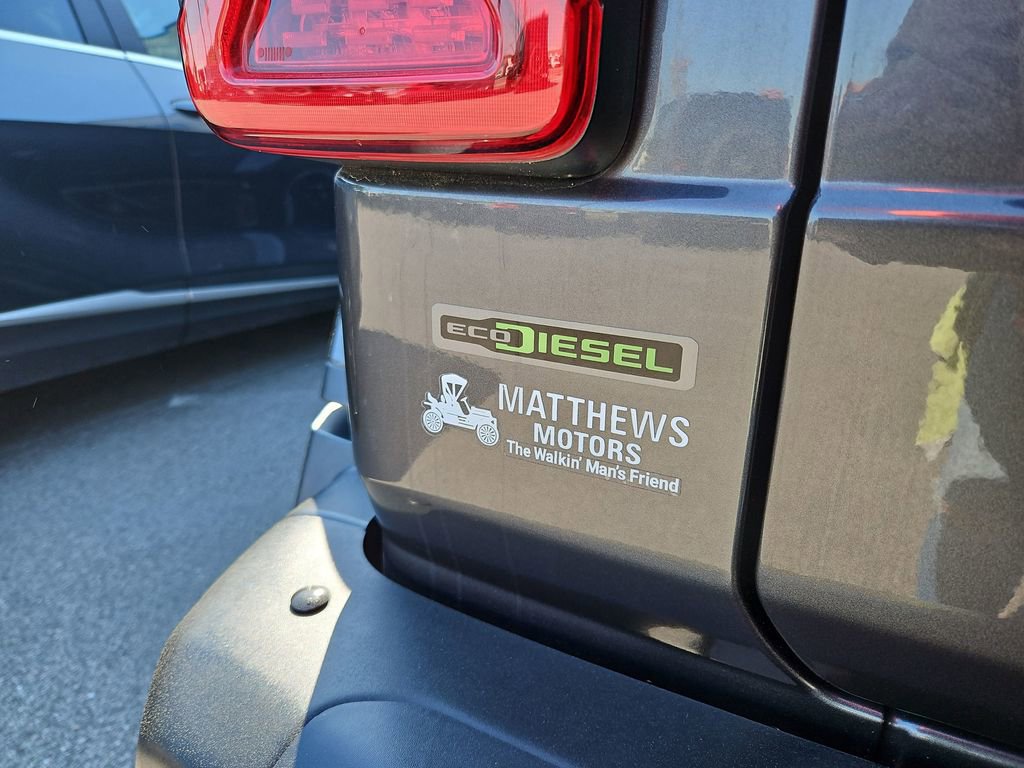 ECODIESEL
MATTHEWS
MOTORS
The Walkin' Man's Friend